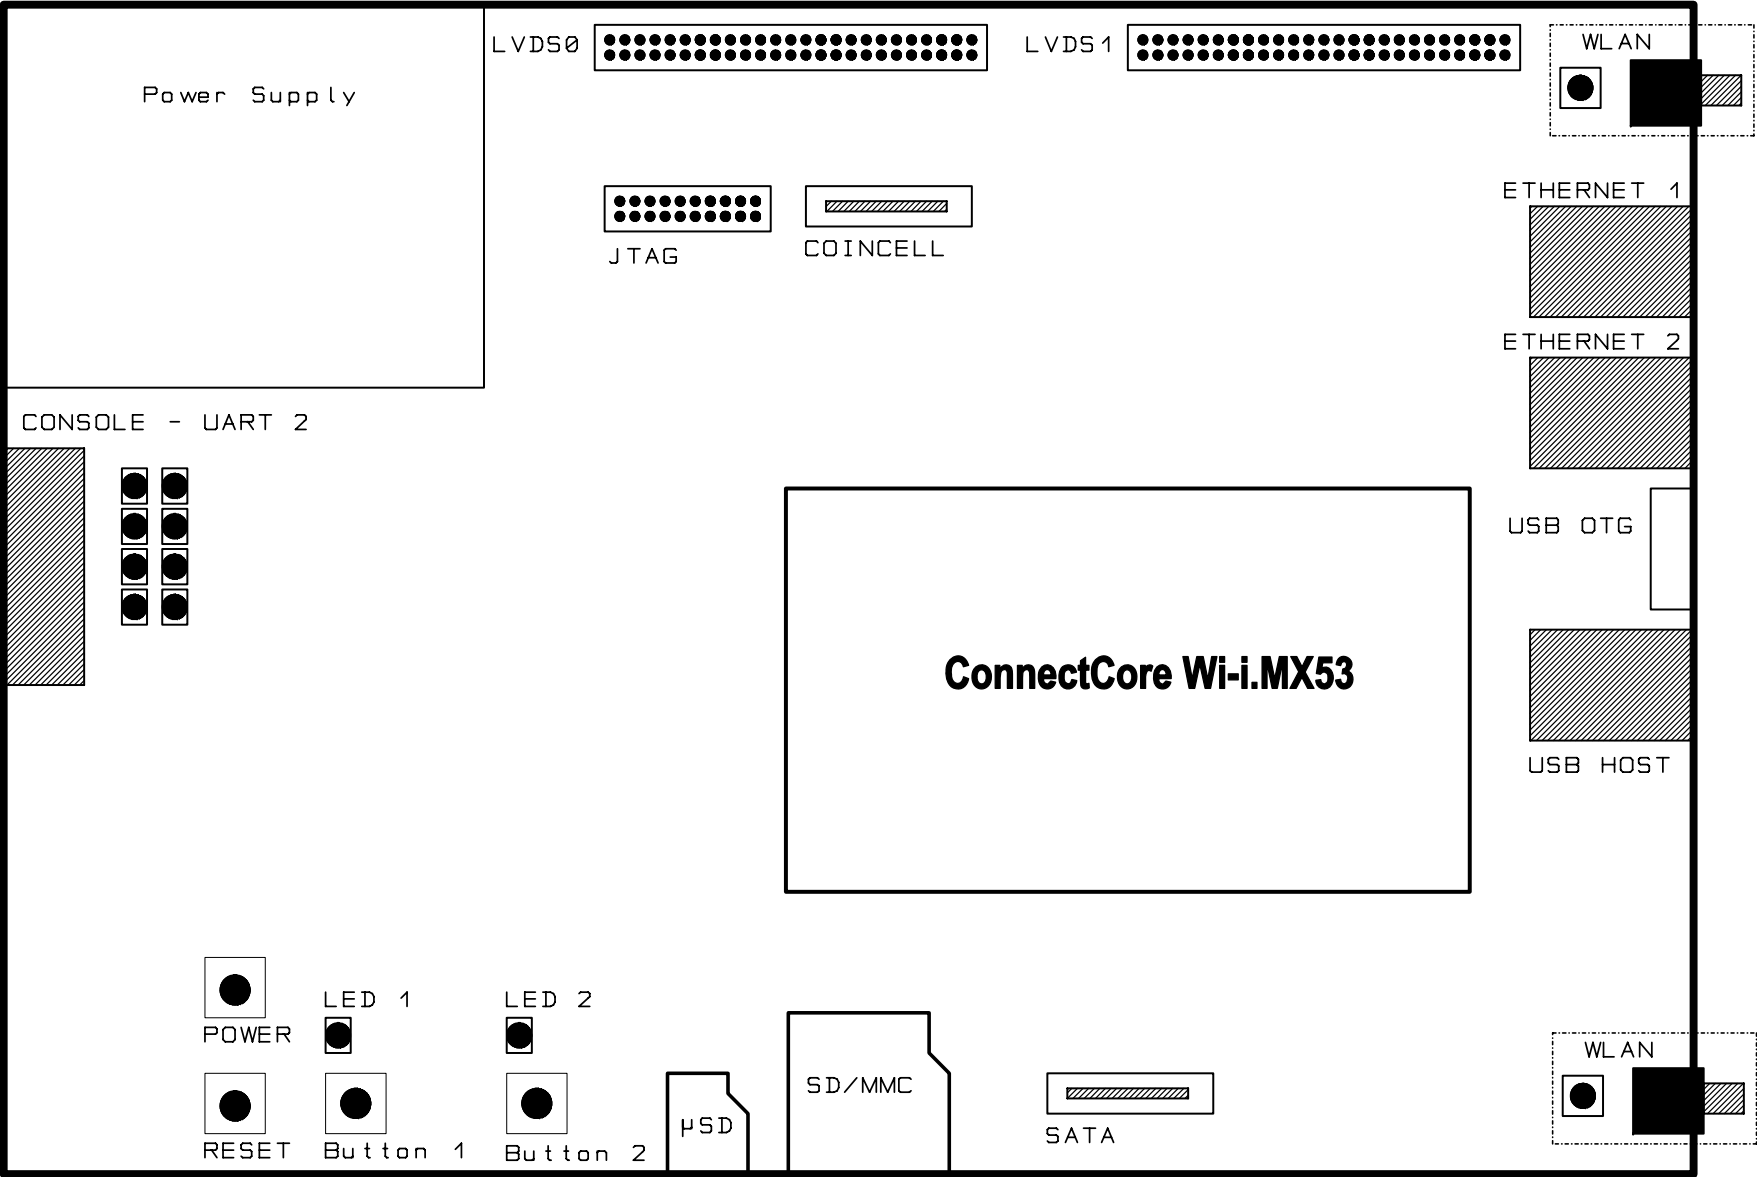 LVDS0
LVDS1
WLAN
Power Supply
ETHERNET 1
JTAG
COINCELL
ETHERNET 2
CONSOLE - UART 2
USB OTG
ConnectCore Wi-i.MX53
USB HOST
LED 1
LED 2
POWER
WLAN
SD/MMC
µSD
SATA
RESET
Button 1
Button 2